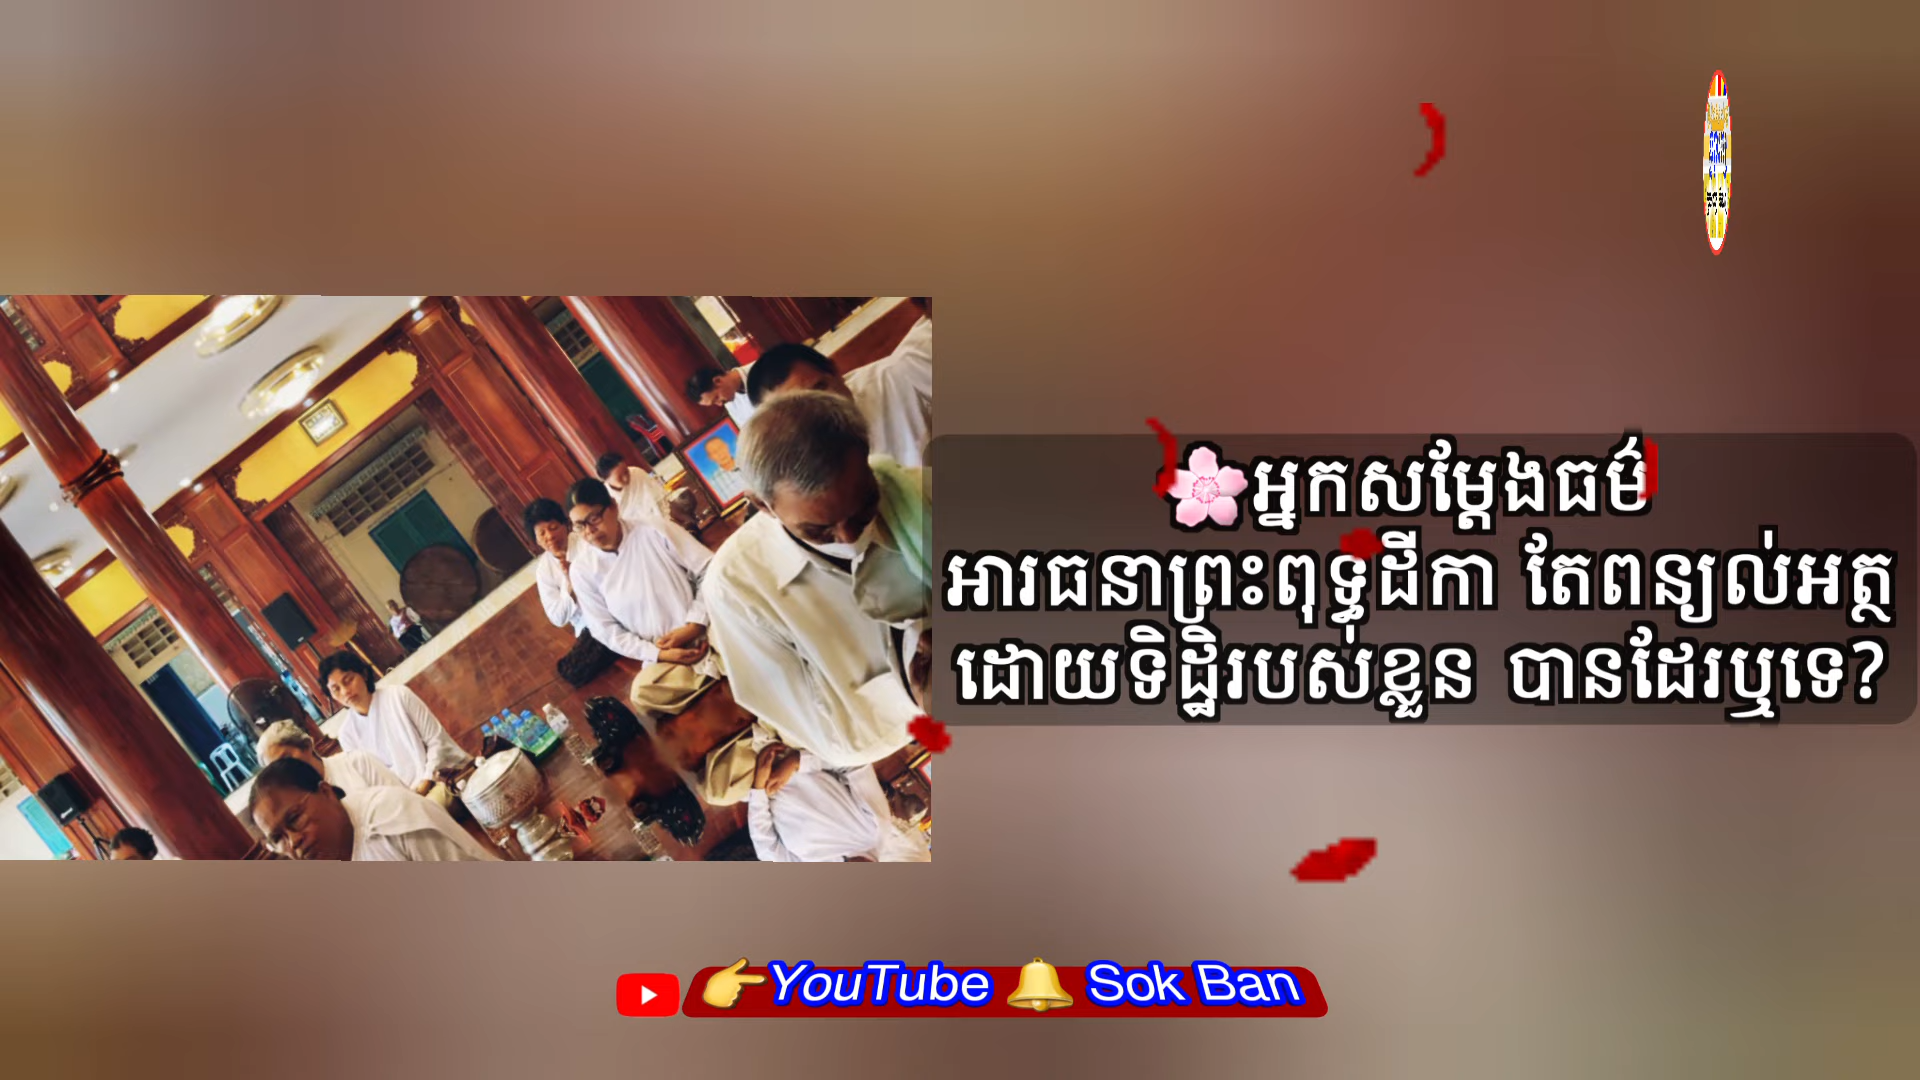 🌸អ្នកសម្ដែងធម៌
អារធនាព្រះពុទ្ធដីកា តែពន្យល់អត្ថ
ដោយទិដ្ឋិរបស់ខ្លួន បានដែរឬទេ?
👉YouTube 🔔 Sok Ban